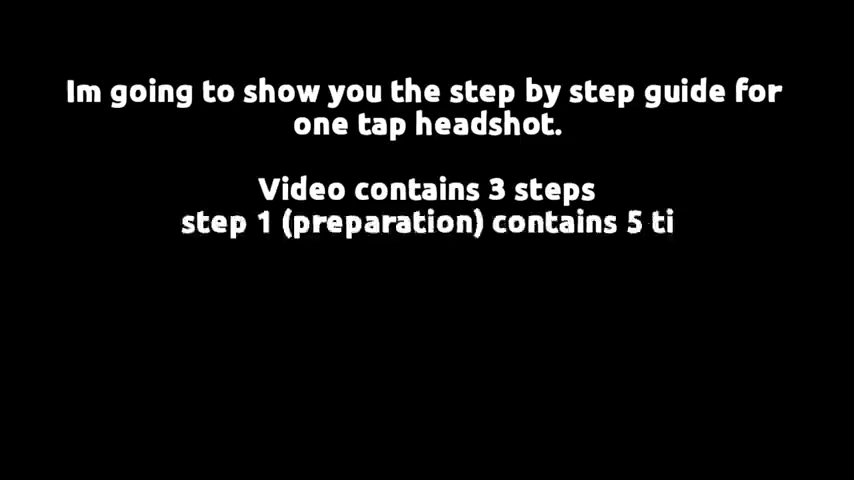 Im going to show you the step by step guide for
one tap headshot.
Video contains 3 steps
step 1 (preparation) contains 5 ti